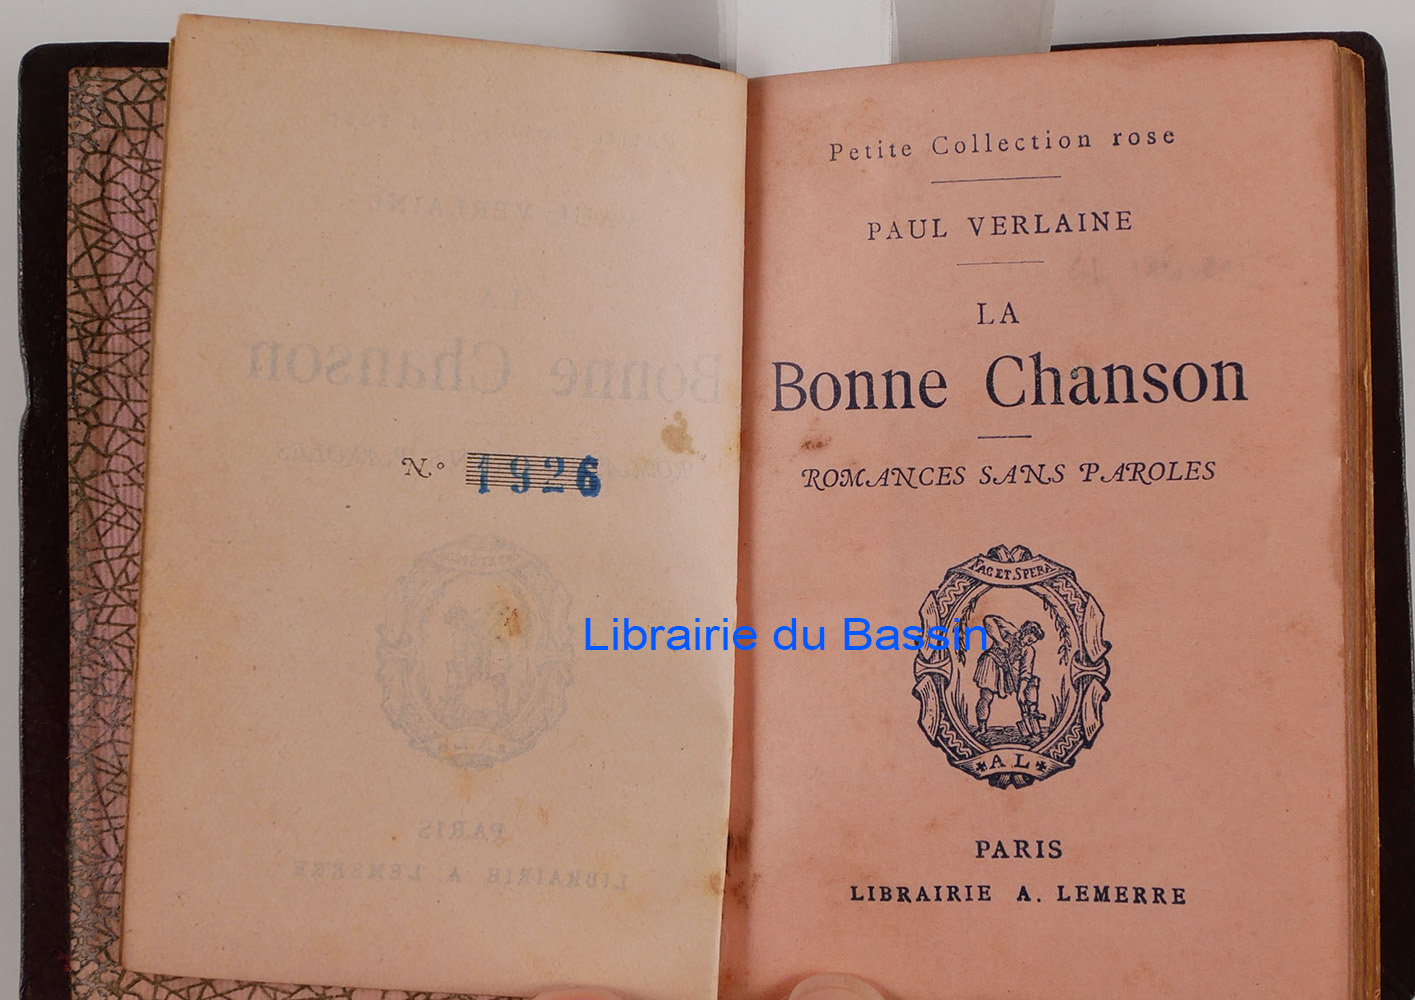 N.° 1926
Petite Collection rose
PAUL VERLAINE
LA
Bonne Chanson
ROMANCES SANS PAROLES
FAC ET SPERA
A L
PARIS
LIBRAIRIE A. LEMERRE
Librairie du Bassin